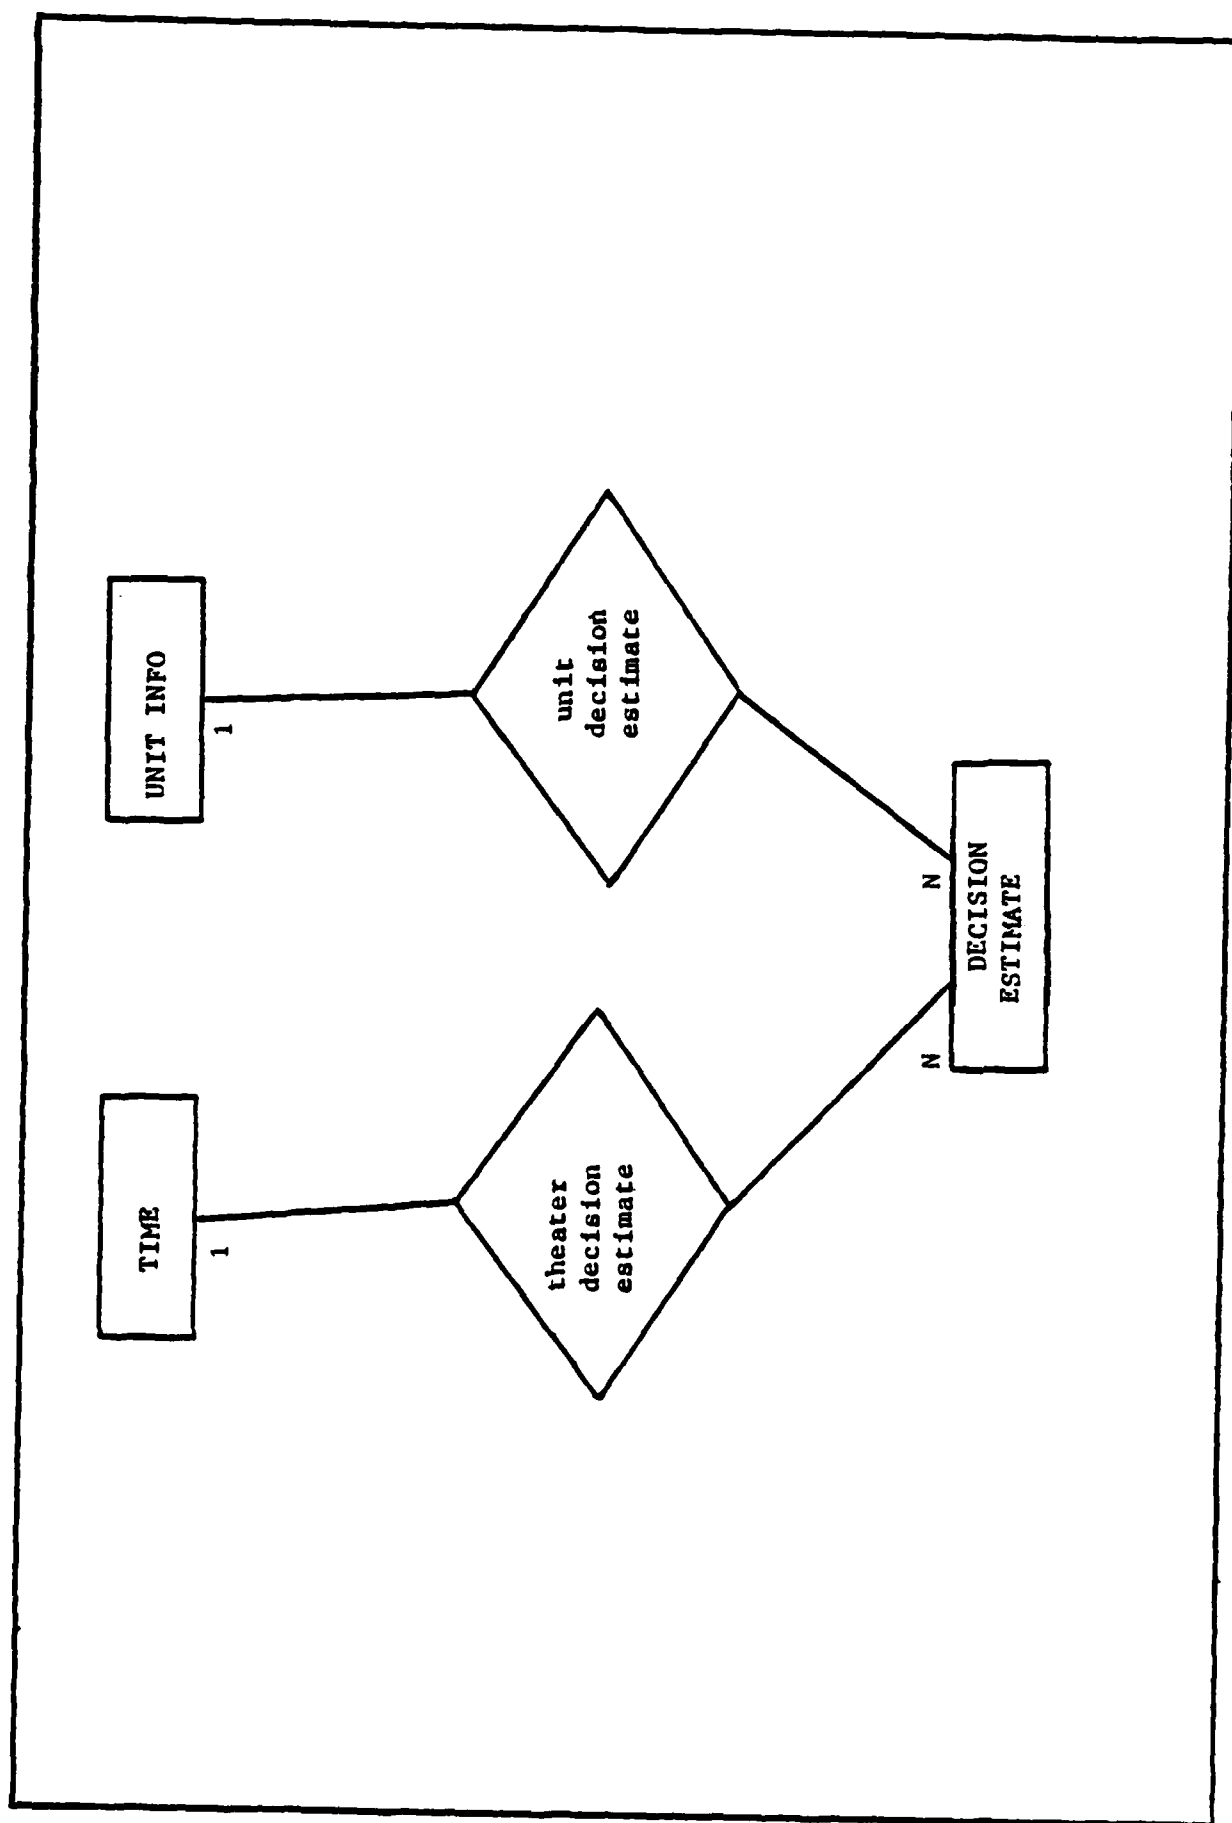 TIME
UNIT INFO
1
1
theater
decision
estimate
unit
decision
estimate
N
N
DECISION
ESTIMATE